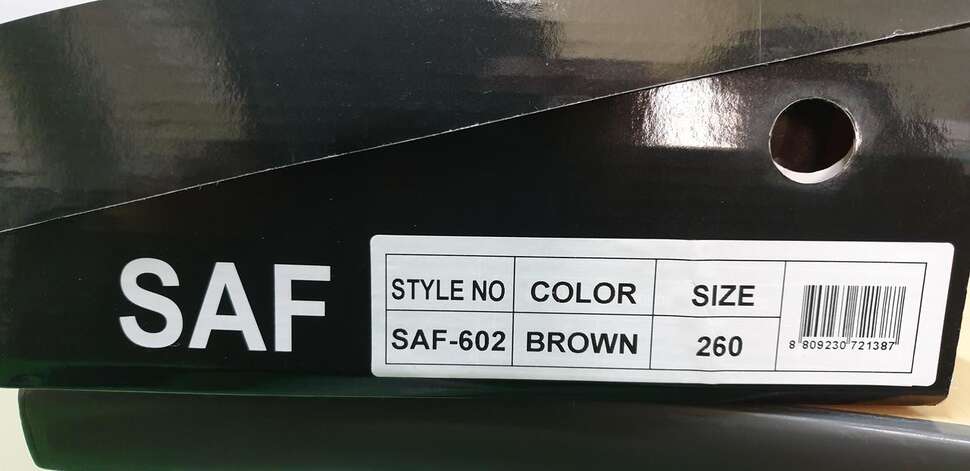 SAF
STYLE NO COLOR SIZE
SAF-602 BROWN 260
8 809230 721387